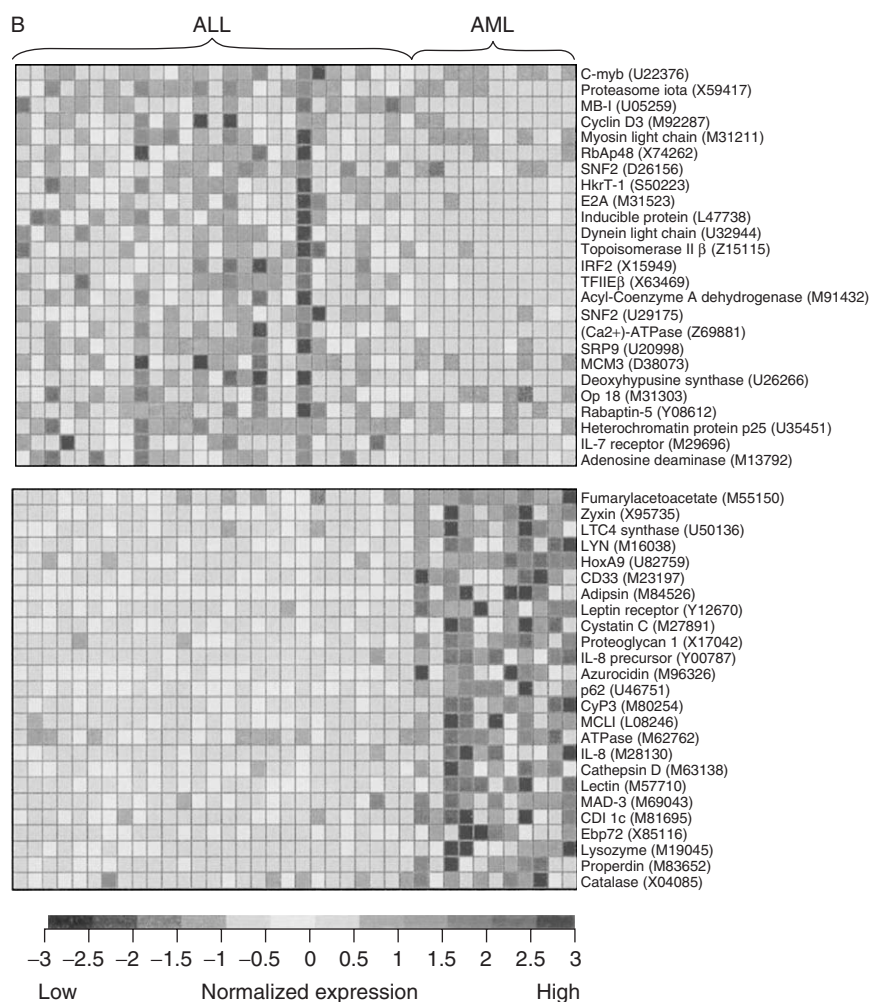 B
ALL AML
C-myb (U22376)
Proteasome iota (X59417)
MB-I (U05259)
Cyclin D3 (M92287)
Myosin light chain (M31211)
RbAp48 (X74262)
SNF2 (D26156)
HkrT-1 (S50223)
E2A (M31523)
Inducible protein (L47738)
Dynein light chain (U32944)
Topoisomerase II β (Z15115)
IRF2 (X15949)
TFIIEβ (X63469)
Acyl-Coenzyme A dehydrogenase (M91432)
SNF2 (U29175)
(Ca2+)-ATPase (Z69881)
SRP9 (U20998)
MCM3 (D38073)
Deoxyhypusine synthase (U26266)
Op 18 (M31303)
Rabaptin-5 (Y08612)
Heterochromatin protein p25 (U35451)
IL-7 receptor (M29696)
Adenosine deaminase (M13792)
Fumarylacetoacetate (M55150)
Zyxin (X95735)
LTC4 synthase (U50136)
LYN (M16038)
HoxA9 (U82759)
CD33 (M23197)
Adipsin (M84526)
Leptin receptor (Y12670)
Cystatin C (M27891)
Proteoglycan 1 (X17042)
IL-8 precursor (Y00787)
Azurocidin (M96326)
p62 (U46751)
CyP3 (M80254)
MCLI (L08246)
ATPase (M62762)
IL-8 (M28130)
Cathepsin D (M63138)
Lectin (M57710)
MAD-3 (M69043)
CDI 1c (M81695)
Ebp72 (X85116)
Lysozyme (M19045)
Properdin (M83652)
Catalase (X04085)
−3 −2.5 −2 −1.5 −1 −0.5 0 0.5 1 1.5 2 2.5 3
Low Normalized expression High